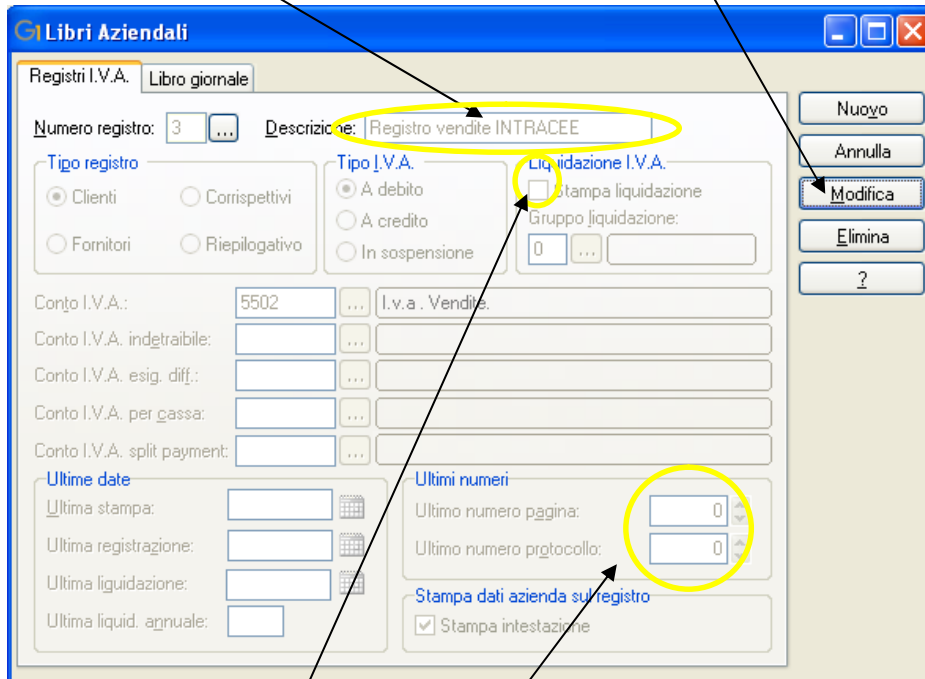 G1 Libri Aziendali
Registri I.V.A. Libro giornale
Numero registro: 3 ... Descrizione: Registro vendite INTRACEE
Nuovo
Annulla
Modifica
Elimina
?
Tipo registro
Clienti Corrispettivi
Fornitori Riepilogativo
Tipo I.V.A.
A debito
A credito
In sospensione
Liquidazione I.V.A.
Stampa liquidazione
Gruppo liquidazione:
0 ...
Conto I.V.A.: 5502 ... I.v.a . Vendite.
Conto I.V.A. indetraibile: ...
Conto I.V.A. esig. diff.: ...
Conto I.V.A. per cassa: ...
Conto I.V.A. split payment: ...
Ultime date
Ultima stampa:
Ultima registrazione:
Ultima liquidazione:
Ultima liquid. annuale:
Ultimi numeri
Ultimo numero pagina: 0
Ultimo numero protocollo: 0
Stampa dati azienda sul registro
Stampa intestazione